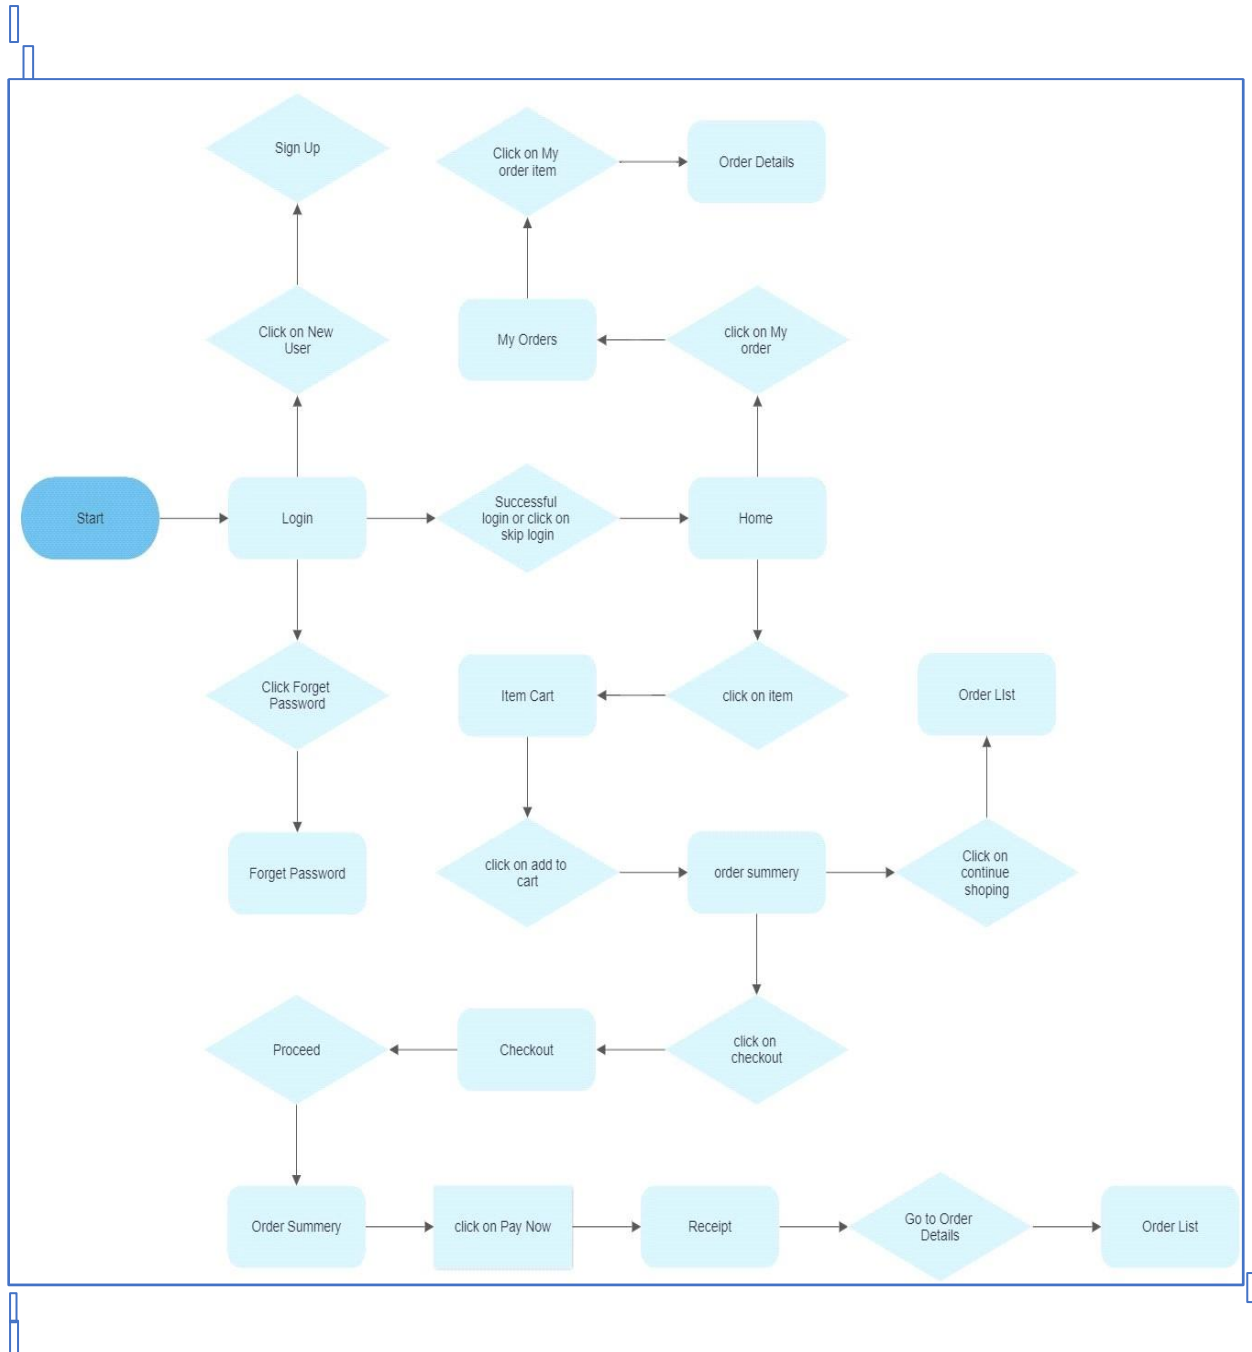 Sign Up
Click on My
order item
Order Details
Click on New
User
My Orders
click on My
order
Start
Login
Successful
login or click on
skip login
Home
Click Forget
Password
Item Cart
click on item
Order LIst
Forget Password
click on add to
cart
order summery
Click on
continue
shoping
Proceed
Checkout
click on
checkout
Order Summery
click on Pay Now
Receipt
Go to Order
Details
Order List